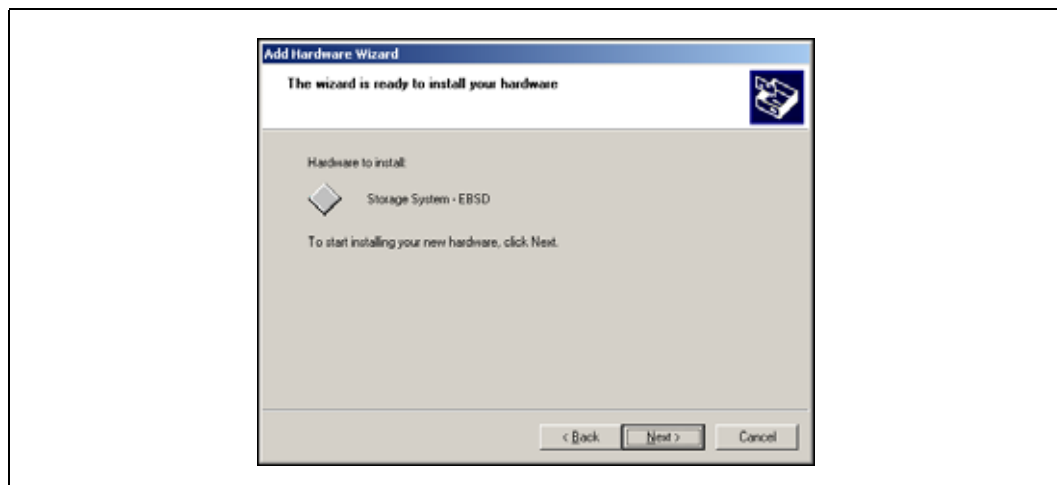 Add Hardware Wizard
The wizard is ready to install your hardware
Hardware to install:
Storage System - EBSD
To start installing your new hardware, click Next.
< Back
Next >
Cancel